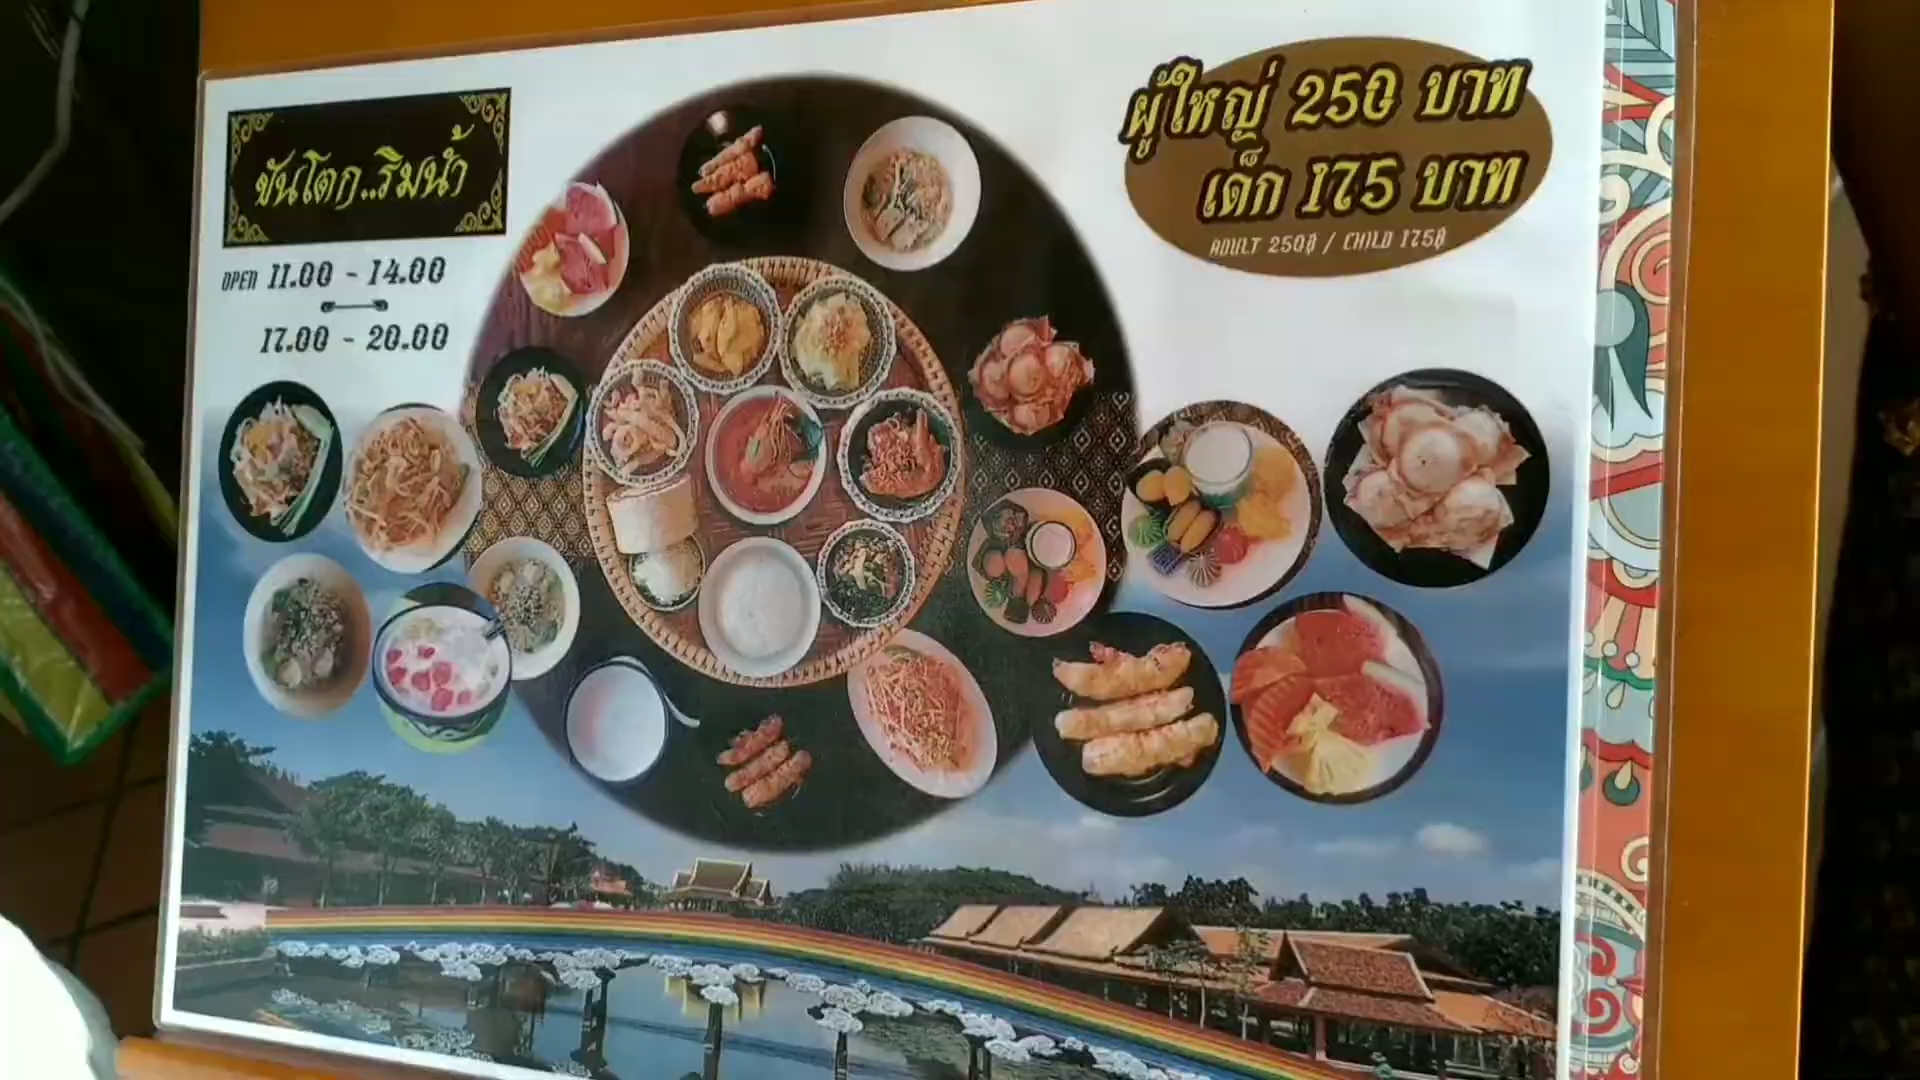 ขันโตก..ริมน้ำ
OPEN 11.00 - 14.00
17.00 - 20.00
ผู้ใหญ่ 250 บาท
เด็ก 175 บาท
ADULT 250฿ / CHILD 175฿